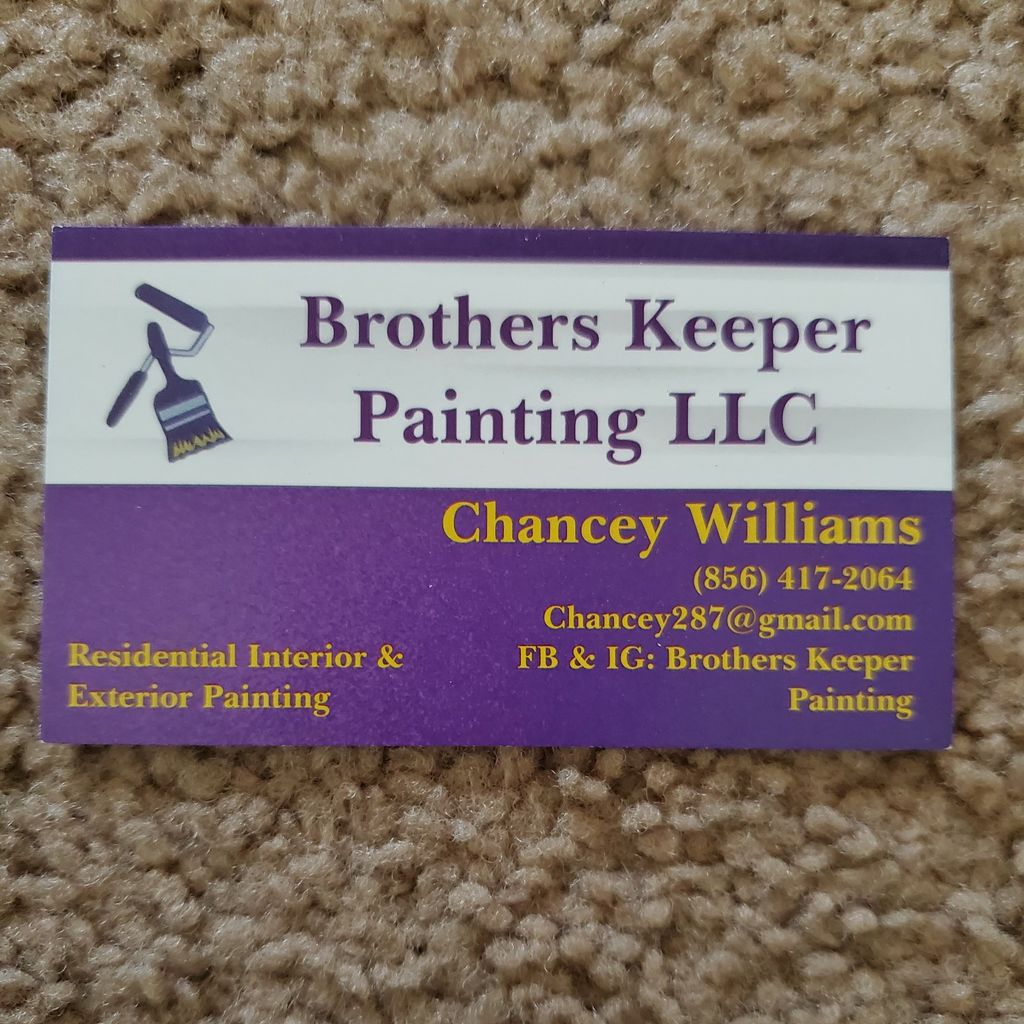 Brothers Keeper
Painting LLC
Chancey Williams
(856) 417-2064
Chancey287@gmail.com
FB & IG: Brothers Keeper
Painting
Residential Interior &
Exterior Painting